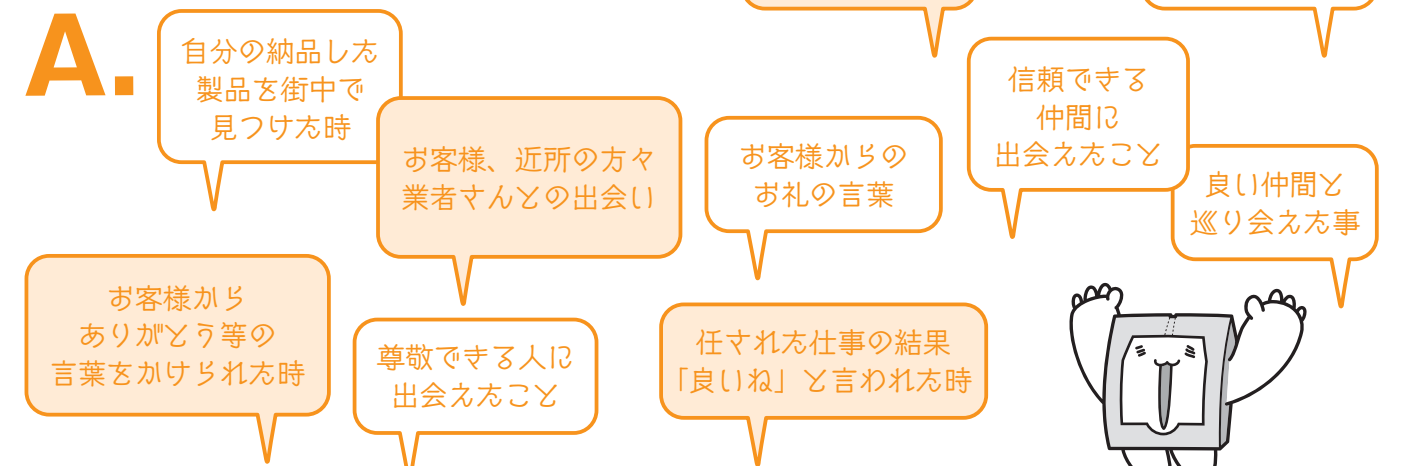 A.
自分の納品した
製品を街中で
見つけた時
お客様、近所の方々
業者さんとの出会い
お客様からの
お礼の言葉
信頼できる
仲間に
出会えたこと
良い仲間と
巡り会えた事
お客様から
ありがとう等の
言葉をかけられた時
尊敬できる人に
出会えたこと
任された仕事の結果
「良いね」と言われた時